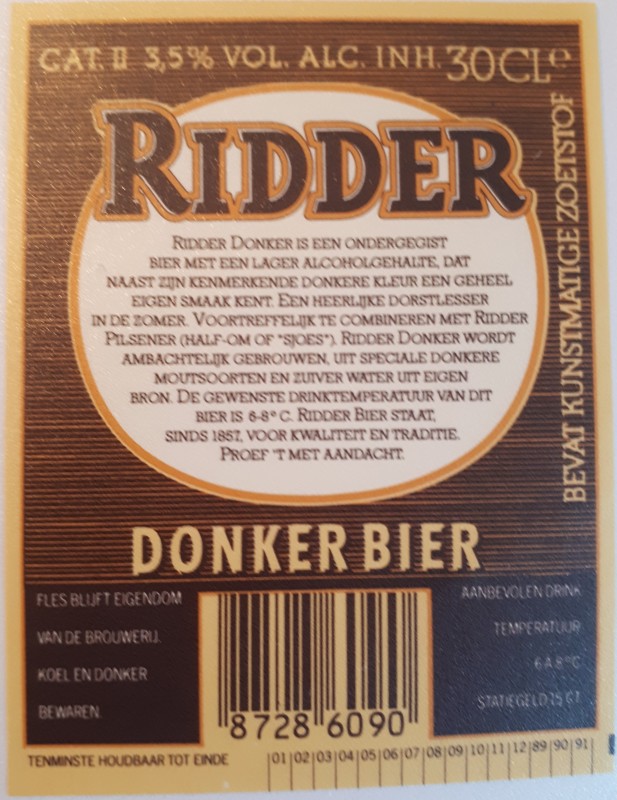 CAT. II 3,5% VOL. ALC. INH. 30CLe
RIDDER
RIDDER DONKER IS EEN ONDERGEGIST
BIER MET EEN LAGER ALCOHOLGEHALTE, DAT
NAAST ZIJN KENMERKENDE DONKERE KLEUR EEN GEHEEL
EIGEN SMAAK KENT. EEN HEERLIJKE DORSTLESSER
IN DE ZOMER. VOORTREFFELIJK TE COMBINEREN MET RIDDER
PILSENER (HALF-OM OF "SJOES"). RIDDER DONKER WORDT
AMBACHTELIJK GEBROUWEN, UIT SPECIALE DONKERE
MOUTSOORTEN EN ZUIVER WATER UIT EIGEN
BRON. DE GEWENSTE DRINKTEMPERATUUR VAN DIT
BIER IS 6-8° C. RIDDER BIER STAAT,
SINDS 1857, VOOR KWALITEIT EN TRADITIE.
PROEF 'T MET AANDACHT.
BEVAT KUNSTMATIGE ZOETSTOF
DONKER BIER
FLES BLIJFT EIGENDOM
VAN DE BROUWERIJ.
KOEL EN DONKER
BEWAREN.
8728 6090
AANBEVOLEN DRINK
TEMPERATUUR
6 A 8°C
STATIEGELD 15 CT.
TENMINSTE HOUDBAAR TOT EINDE 01 02 03 04 05 06 07 08 09 10 11 12 89 90 91